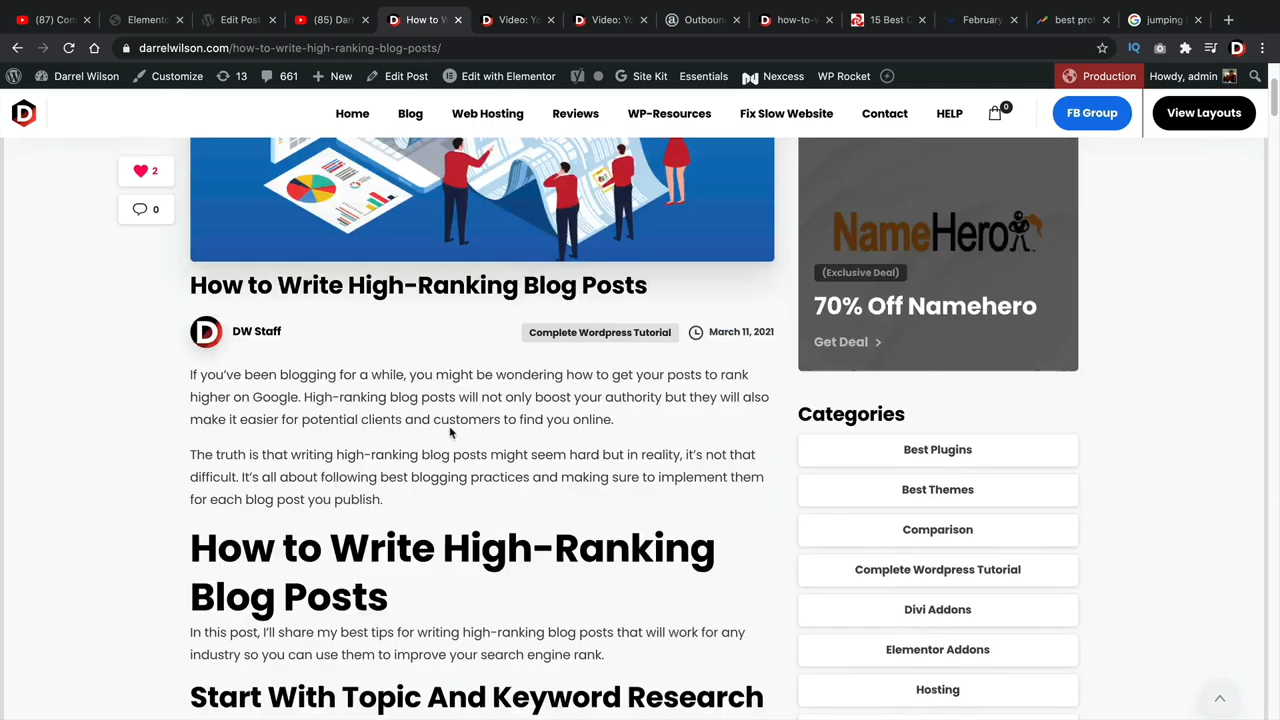 (87) Com
Elemento
Edit Post
(85) Darr
How to W
Video: Yo
Video: Yo
Outboun
how-to-w
15 Best C
February
best prof
jumping j
darrelwilson.com/how-to-write-high-ranking-blog-posts/
Darrel Wilson
Customize
13
661
New
Edit Post
Edit with Elementor
Site Kit
Essentials
Nexcess
WP Rocket
Production
Howdy, admin
Home
Blog
Web Hosting
Reviews
WP-Resources
Fix Slow Website
Contact
HELP
0
FB Group
View Layouts
2
0
How to Write High-Ranking Blog Posts
DW Staff
Complete Wordpress Tutorial
March 11, 2021
If you've been blogging for a while, you might be wondering how to get your posts to rank
higher on Google. High-ranking blog posts will not only boost your authority but they will also
make it easier for potential clients and customers to find you online.
The truth is that writing high-ranking blog posts might seem hard but in reality, it's not that
difficult. It's all about following best blogging practices and making sure to implement them
for each blog post you publish.
How to Write High-Ranking
Blog Posts
In this post, I'll share my best tips for writing high-ranking blog posts that will work for any
industry so you can use them to improve your search engine rank.
Start With Topic And Keyword Research
NameHero
(Exclusive Deal)
70% Off Namehero
Get Deal
Categories
Best Plugins
Best Themes
Comparison
Complete Wordpress Tutorial
Divi Addons
Elementor Addons
Hosting